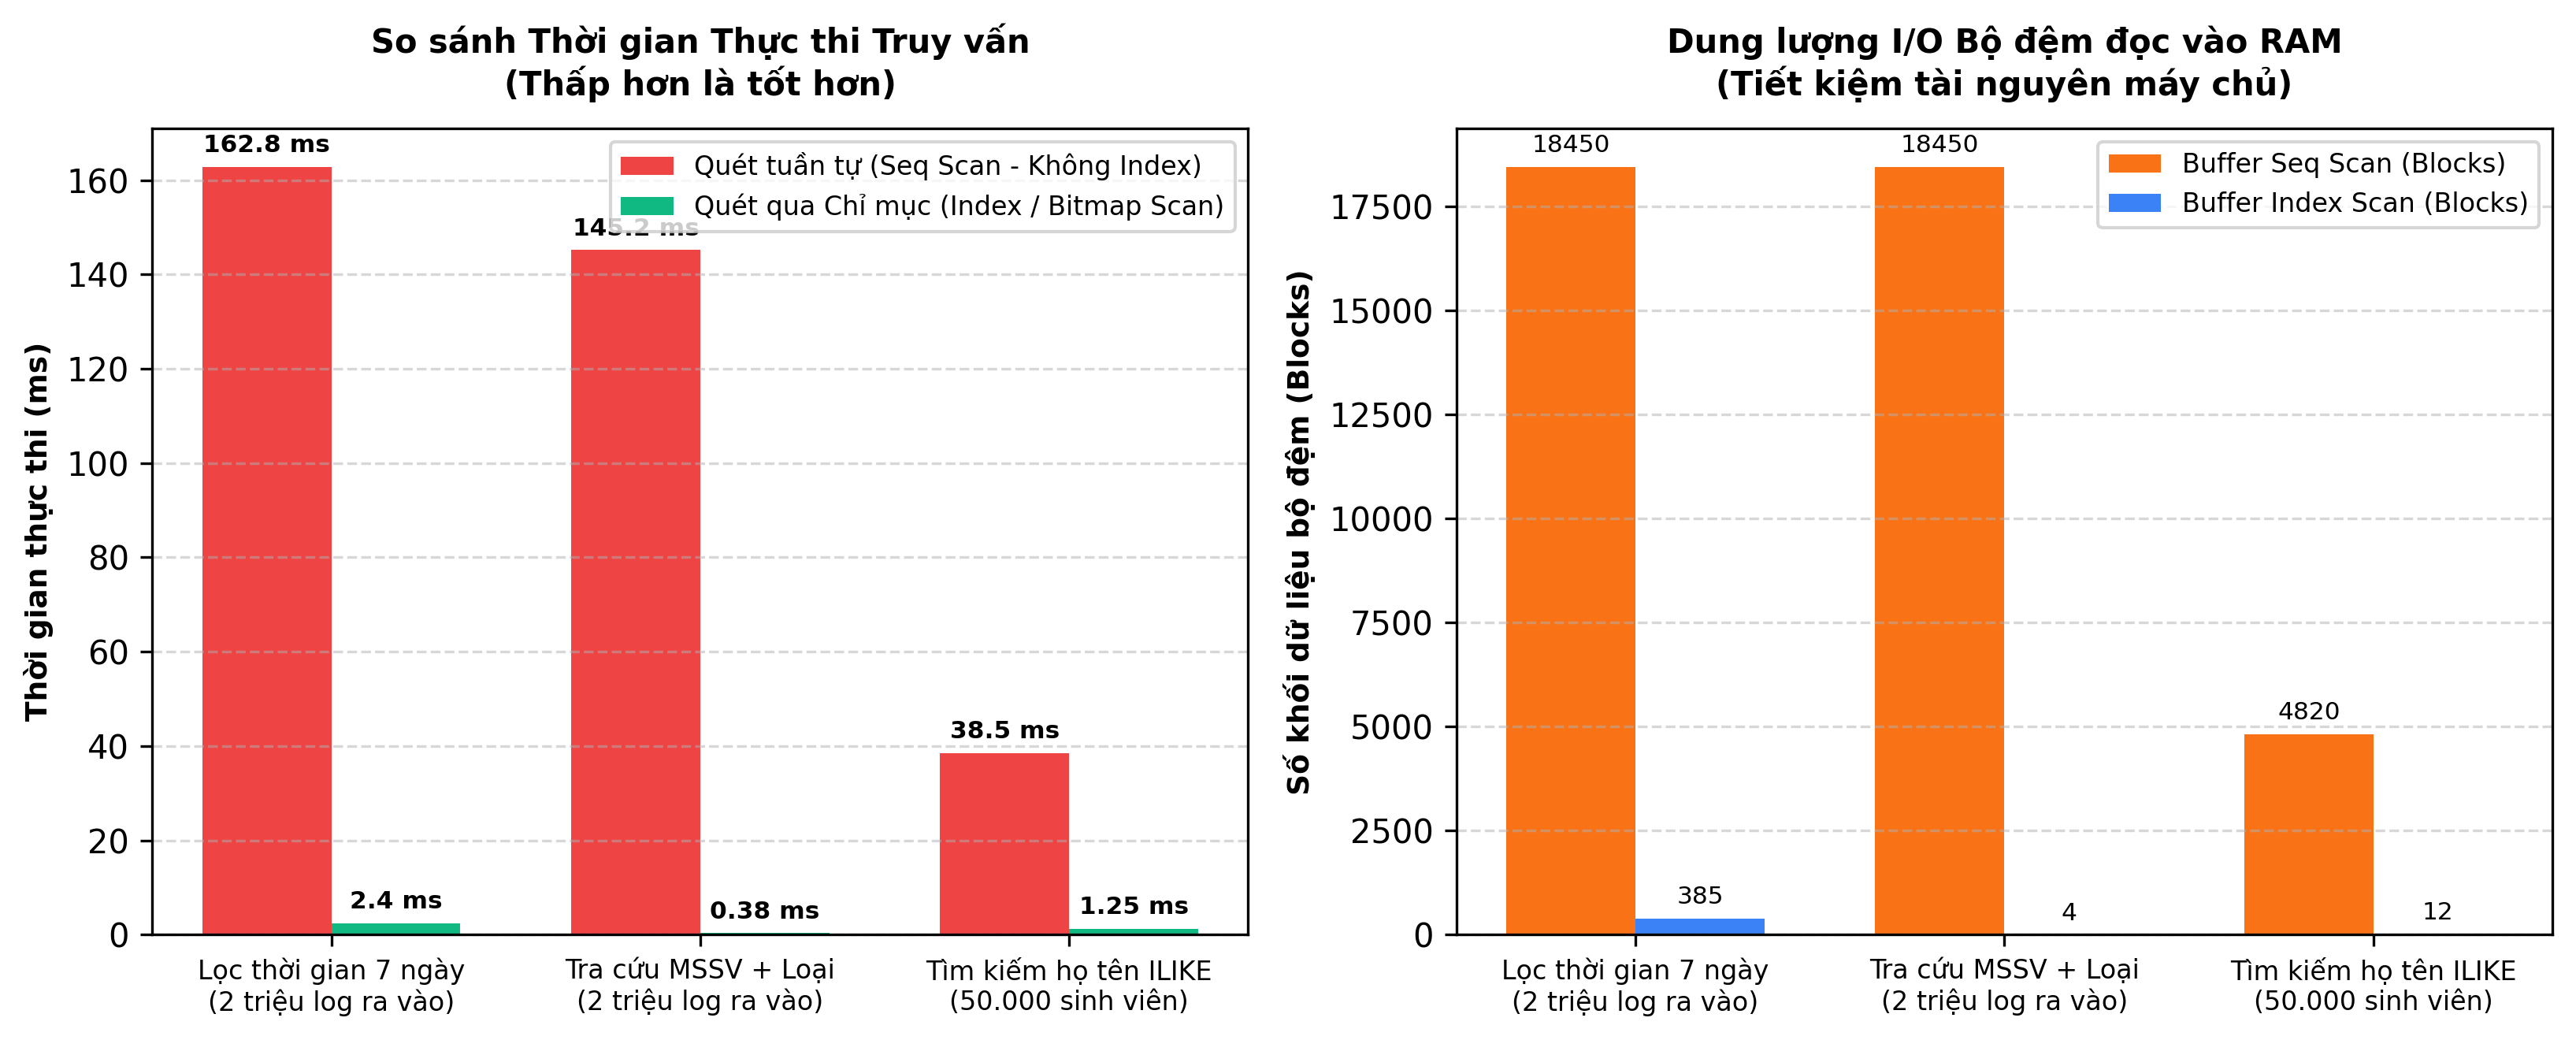 So sánh Thời gian Thực thi Truy vấn
(Thấp hơn là tốt hơn)
Thời gian thực thi (ms)
160
140
120
100
80
60
40
20
0
162.8 ms
145.2 ms
38.5 ms
2.4 ms
0.38 ms
1.25 ms
Quét tuần tự (Seq Scan - Không Index)
Quét qua Chỉ mục (Index / Bitmap Scan)
Lọc thời gian 7 ngày
(2 triệu log ra vào)
Tra cứu MSSV + Loại
(2 triệu log ra vào)
Tìm kiếm họ tên ILIKE
(50.000 sinh viên)
Dung lượng I/O Bộ đệm đọc vào RAM
(Tiết kiệm tài nguyên máy chủ)
Số khối dữ liệu bộ đệm (Blocks)
17500
15000
12500
10000
7500
5000
2500
0
18450
18450
4820
385
4
12
Buffer Seq Scan (Blocks)
Buffer Index Scan (Blocks)
Lọc thời gian 7 ngày
(2 triệu log ra vào)
Tra cứu MSSV + Loại
(2 triệu log ra vào)
Tìm kiếm họ tên ILIKE
(50.000 sinh viên)